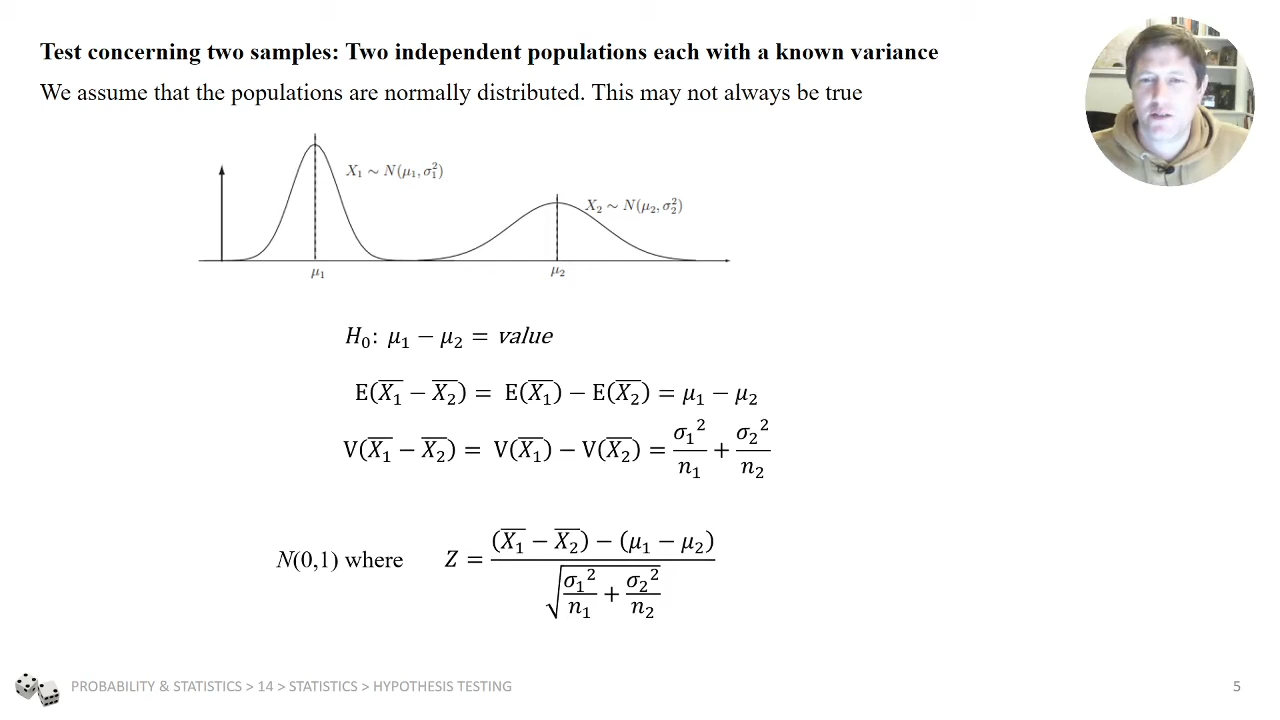 Test concerning two samples: Two independent populations each with a known variance
We assume that the populations are normally distributed. This may not always be true
X₁ ∼ N(μ₁, σ₁²)
X₂ ∼ N(μ₂, σ₂²)
μ₁ μ₂
H₀: μ₁ − μ₂ = value
E(X̅₁ − X̅₂) = E(X̅₁) − E(X̅₂) = μ₁ − μ₂
V(X̅₁ − X̅₂) = V(X̅₁) − V(X̅₂) = σ₁²/n₁ + σ₂²/n₂
N(0,1) where Z = ((X̅₁ − X̅₂) − (μ₁ − μ₂)) / √(σ₁²/n₁ + σ₂²/n₂)
PROBABILITY & STATISTICS > 14 > STATISTICS > HYPOTHESIS TESTING 5